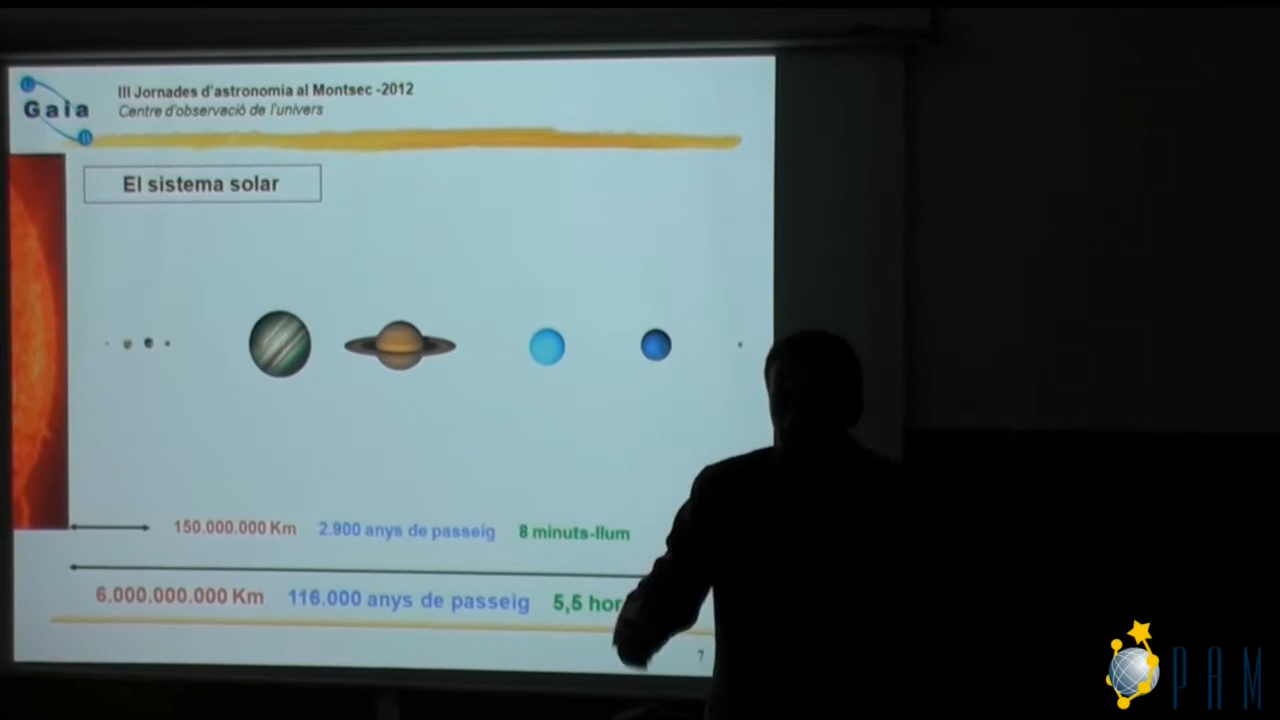 III Jornades d'astronomia al Montsec -2012
Gaia
Centre d'observació de l'univers
El sistema solar
150.000.000 Km 2.900 anys de passeig 8 minuts-llum
6.000.000.000 Km 116.000 anys de passeig 5,5 hor
7
PAM